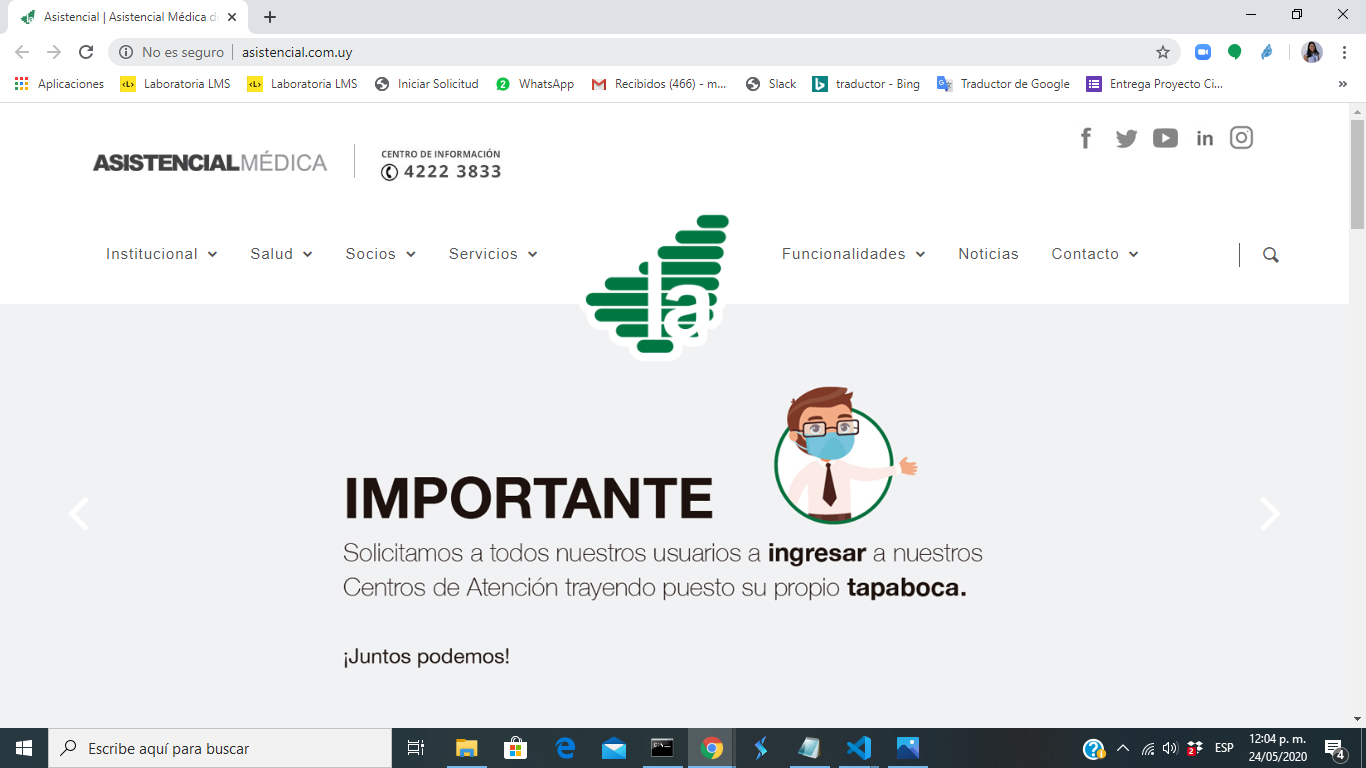 Asistencial | Asistencial Médica d
No es seguro
asistencial.com.uy
Aplicaciones
<L> Laboratoria LMS
<L> Laboratoria LMS
Iniciar Solicitud
2 WhatsApp
Recibidos (466) - m...
Slack
traductor - Bing
Traductor de Google
Entrega Proyecto Ci...
»
ASISTENCIALMÉDICA
CENTRO DE INFORMACIÓN
4222 3833
Institucional
Salud
Socios
Servicios
la
Funcionalidades
Noticias
Contacto
IMPORTANTE
Solicitamos a todos nuestros usuarios a ingresar a nuestros
Centros de Atención trayendo puesto su propio tapaboca.
¡Juntos podemos!
Escribe aquí para buscar
2
ESP
12:04 p. m.
24/05/2020
4